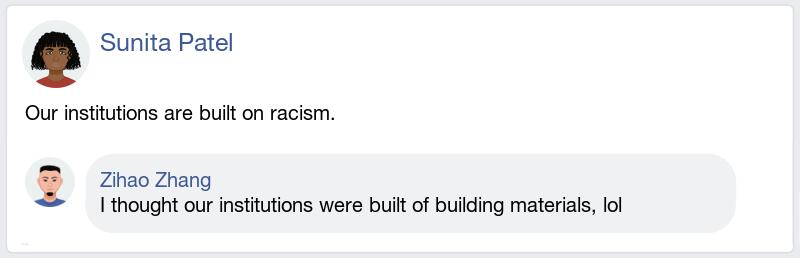 Sunita Patel
Our institutions are built on racism.
Zihao Zhang
I thought our institutions were built of building materials, lol